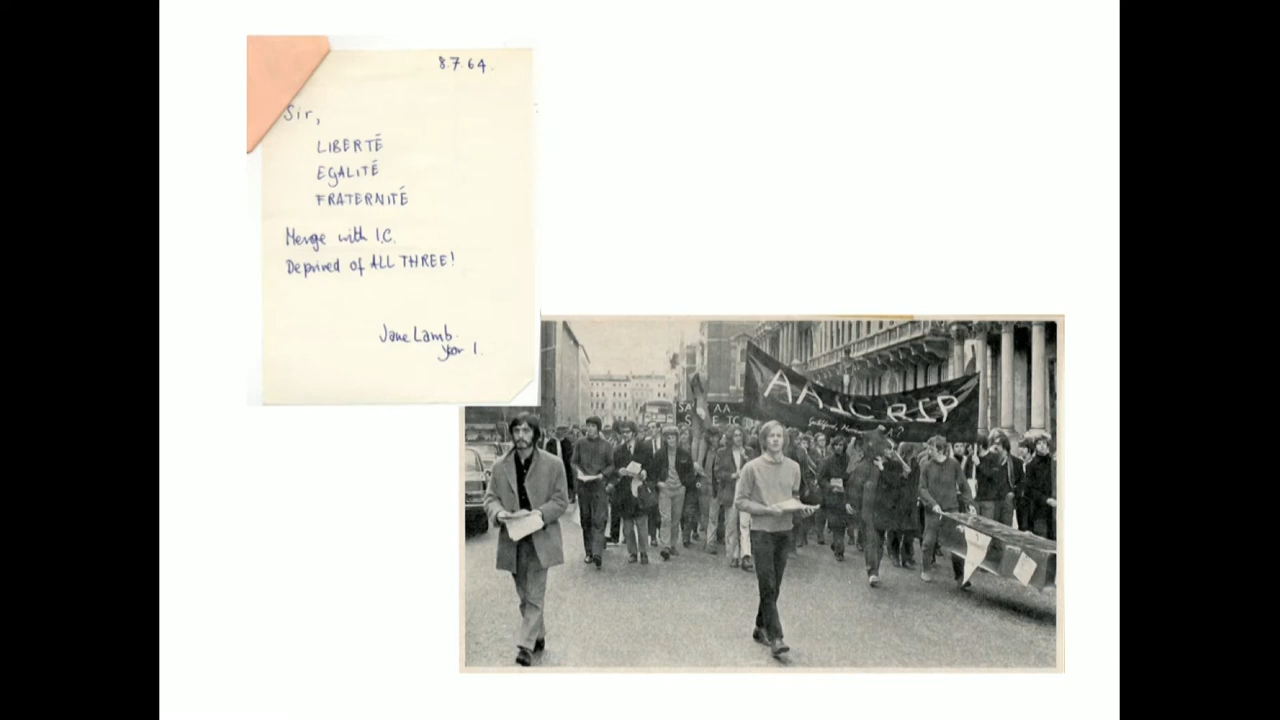 8.7.64.
Sir,
LIBERTÉ
EGALITÉ
FRATERNITÉ
Merge with I.C.
Deprived of ALL THREE!
Jane Lamb.
Year 1.
AA IC RIP